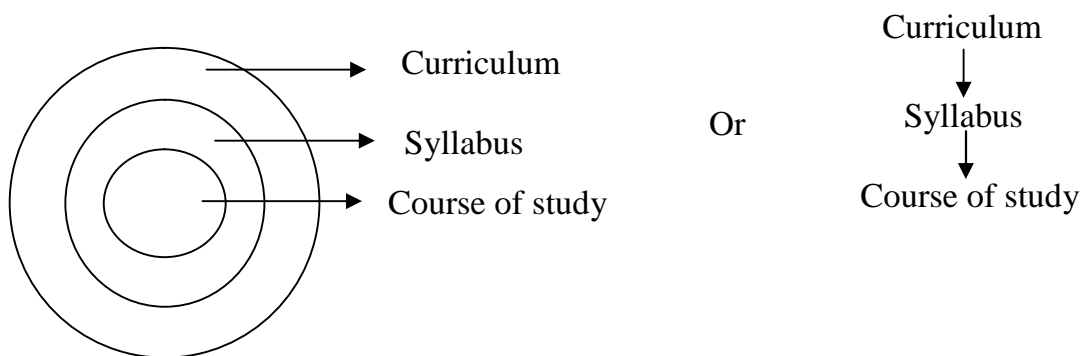 Curriculum
Syllabus
Course of study
Or
Curriculum
Syllabus
Course of study